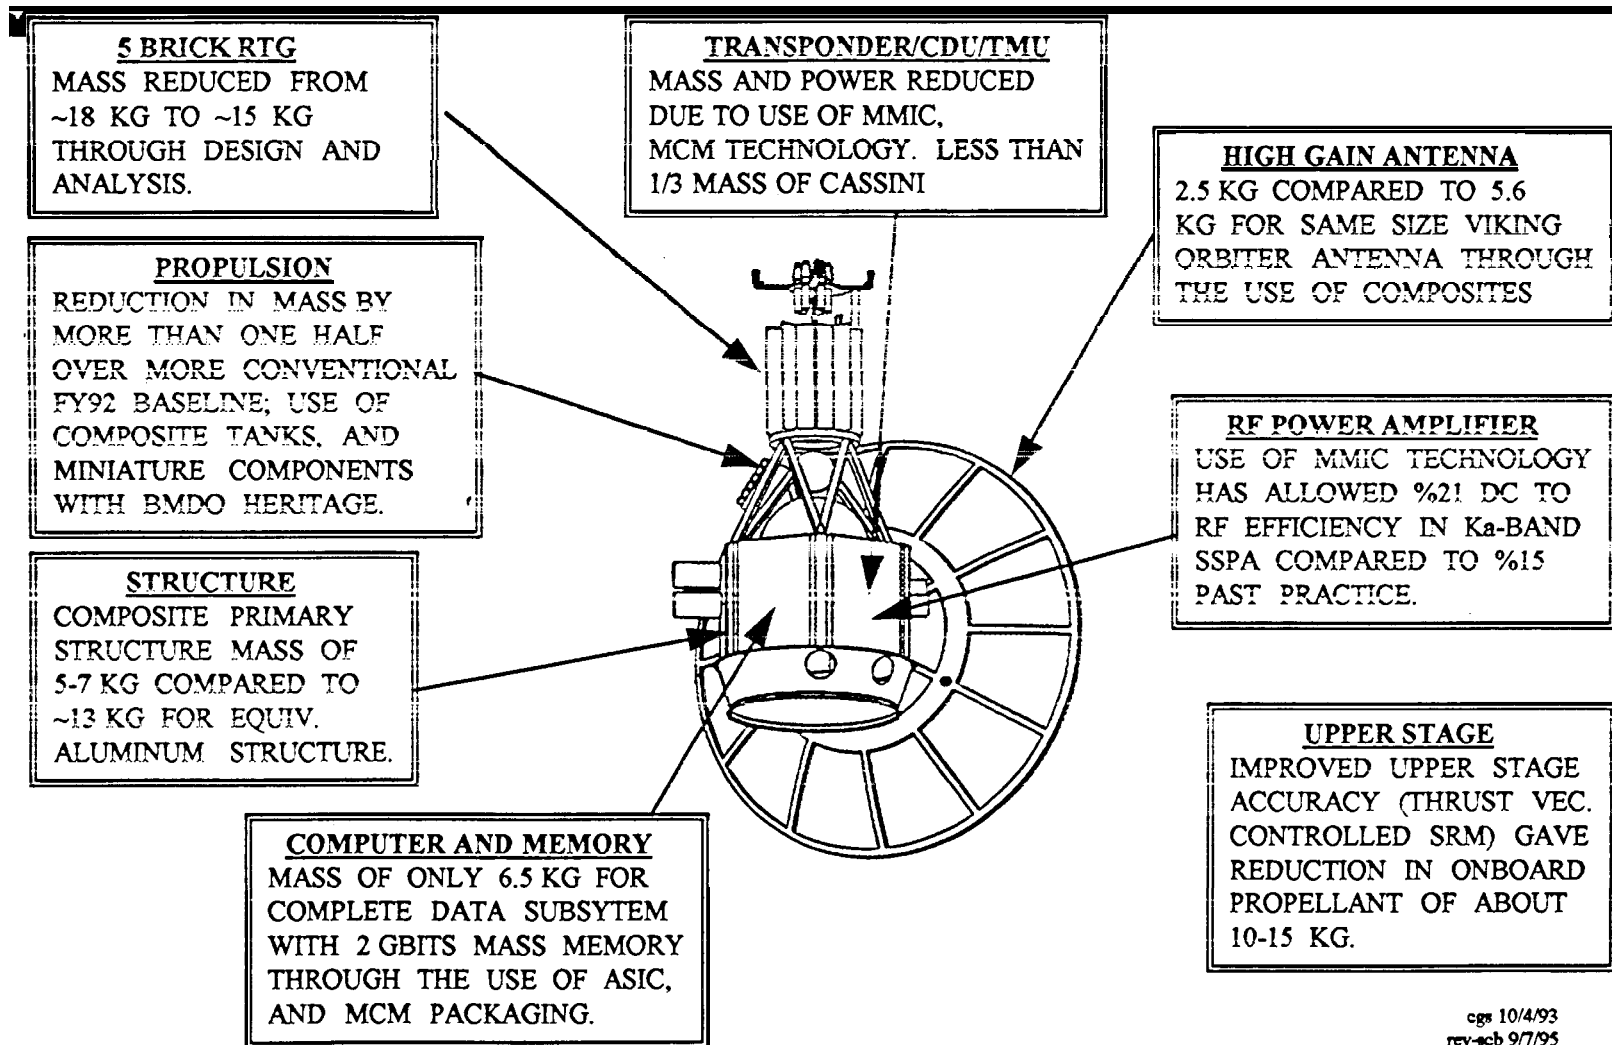 5 BRICK RTG
MASS REDUCED FROM
~18 KG TO ~15 KG
THROUGH DESIGN AND
ANALYSIS.
TRANSPONDER/CDU/TMU
MASS AND POWER REDUCED
DUE TO USE OF MMIC,
MCM TECHNOLOGY. LESS THAN
1/3 MASS OF CASSINI
HIGH GAIN ANTENNA
2.5 KG COMPARED TO 5.6
KG FOR SAME SIZE VIKING
ORBITER ANTENNA THROUGH
THE USE OF COMPOSITES
PROPULSION
REDUCTION IN MASS BY
MORE THAN ONE HALF
OVER MORE CONVENTIONAL
FY92 BASELINE; USE OF
COMPOSITE TANKS, AND
MINIATURE COMPONENTS
WITH BMDO HERITAGE.
RF POWER AMPLIFIER
USE OF MMIC TECHNOLOGY
HAS ALLOWED %21 DC TO
RF EFFICIENCY IN Ka-BAND
SSPA COMPARED TO %15
PAST PRACTICE.
STRUCTURE
COMPOSITE PRIMARY
STRUCTURE MASS OF
5-7 KG COMPARED TO
~13 KG FOR EQUIV.
ALUMINUM STRUCTURE.
UPPER STAGE
IMPROVED UPPER STAGE
ACCURACY (THRUST VEC.
CONTROLLED SRM) GAVE
REDUCTION IN ONBOARD
PROPELLANT OF ABOUT
10-15 KG.
COMPUTER AND MEMORY
MASS OF ONLY 6.5 KG FOR
COMPLETE DATA SUBSYTEM
WITH 2 GBITS MASS MEMORY
THROUGH THE USE OF ASIC,
AND MCM PACKAGING.
cgs 10/4/93
rev-scb 9/7/95